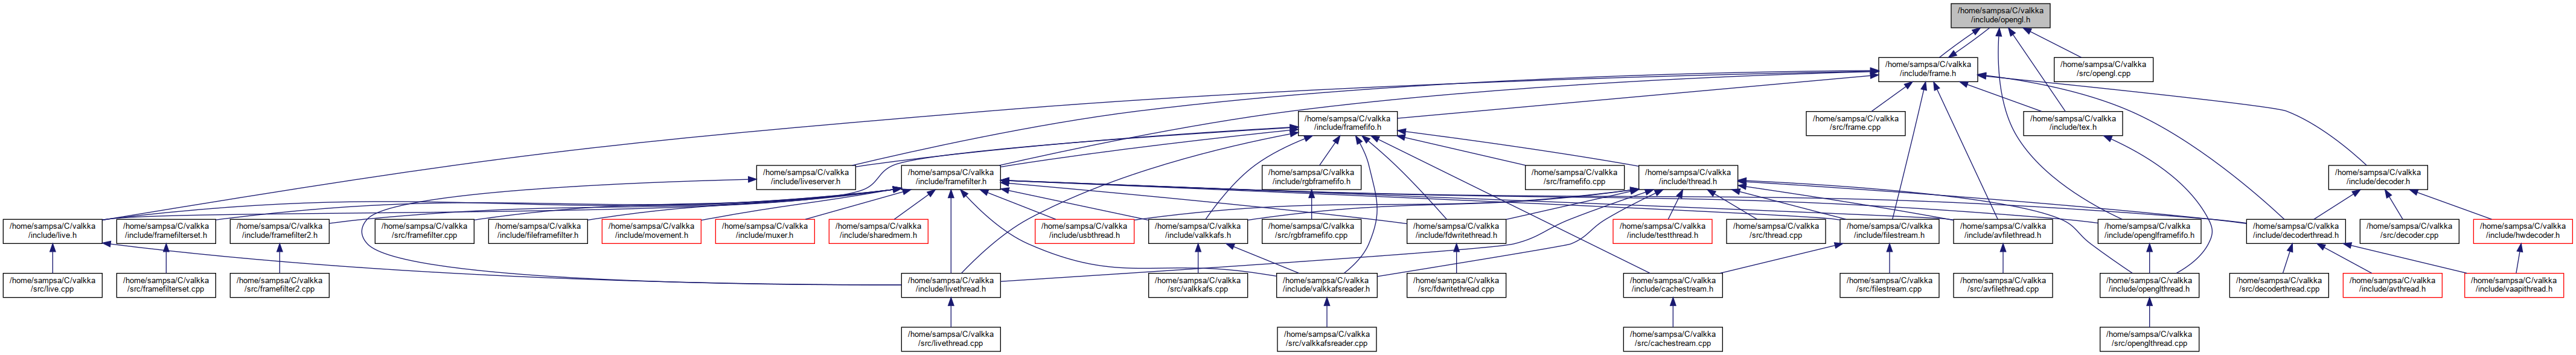 /home/sampsa/C/valkka
/include/opengl.h
/home/sampsa/C/valkka
/include/frame.h
/home/sampsa/C/valkka
/src/opengl.cpp
/home/sampsa/C/valkka
/include/framefifo.h
/home/sampsa/C/valkka
/src/frame.cpp
/home/sampsa/C/valkka
/include/tex.h
/home/sampsa/C/valkka
/include/liveserver.h
/home/sampsa/C/valkka
/include/framefilter.h
/home/sampsa/C/valkka
/include/rgbframefifo.h
/home/sampsa/C/valkka
/src/framefifo.cpp
/home/sampsa/C/valkka
/include/thread.h
/home/sampsa/C/valkka
/include/decoder.h
/home/sampsa/C/valkka
/include/live.h
/home/sampsa/C/valkka
/include/framefilterset.h
/home/sampsa/C/valkka
/include/framefilter2.h
/home/sampsa/C/valkka
/src/framefilter.cpp
/home/sampsa/C/valkka
/include/fileframefilter.h
/home/sampsa/C/valkka
/include/movement.h
/home/sampsa/C/valkka
/include/muxer.h
/home/sampsa/C/valkka
/include/sharedmem.h
/home/sampsa/C/valkka
/include/usbthread.h
/home/sampsa/C/valkka
/include/valkkafs.h
/home/sampsa/C/valkka
/src/rgbframefifo.cpp
/home/sampsa/C/valkka
/include/fdwritethread.h
/home/sampsa/C/valkka
/include/testthread.h
/home/sampsa/C/valkka
/src/thread.cpp
/home/sampsa/C/valkka
/include/filestream.h
/home/sampsa/C/valkka
/include/avfilethread.h
/home/sampsa/C/valkka
/include/openglframefifo.h
/home/sampsa/C/valkka
/include/decoderthread.h
/home/sampsa/C/valkka
/src/decoder.cpp
/home/sampsa/C/valkka
/include/hwdecoder.h
/home/sampsa/C/valkka
/src/live.cpp
/home/sampsa/C/valkka
/src/framefilterset.cpp
/home/sampsa/C/valkka
/src/framefilter2.cpp
/home/sampsa/C/valkka
/include/livethread.h
/home/sampsa/C/valkka
/src/valkkafs.cpp
/home/sampsa/C/valkka
/include/valkkafsreader.h
/home/sampsa/C/valkka
/src/fdwritethread.cpp
/home/sampsa/C/valkka
/include/cachestream.h
/home/sampsa/C/valkka
/src/filestream.cpp
/home/sampsa/C/valkka
/src/avfilethread.cpp
/home/sampsa/C/valkka
/include/openglthread.h
/home/sampsa/C/valkka
/src/decoderthread.cpp
/home/sampsa/C/valkka
/include/avthread.h
/home/sampsa/C/valkka
/include/vaapithread.h
/home/sampsa/C/valkka
/src/livethread.cpp
/home/sampsa/C/valkka
/src/valkkafsreader.cpp
/home/sampsa/C/valkka
/src/cachestream.cpp
/home/sampsa/C/valkka
/src/openglthread.cpp